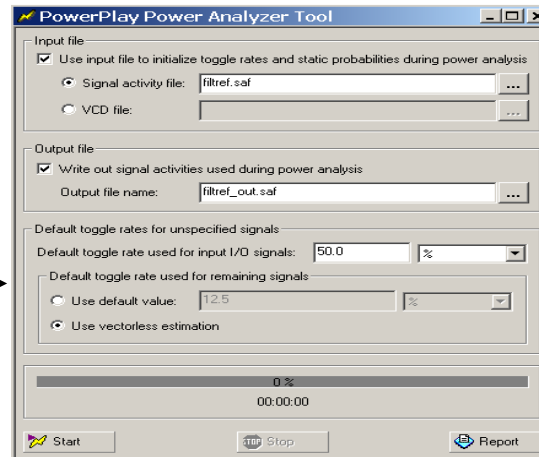 PowerPlay Power Analyzer Tool
Input file
Use input file to initialize toggle rates and static probabilities during power analysis
Signal activity file: filtref.saf ...
VCD file: ...
Output file
Write out signal activities used during power analysis
Output file name: filtref_out.saf ...
Default toggle rates for unspecified signals
Default toggle rate used for input I/O signals: 50.0 %
Default toggle rate used for remaining signals
Use default value: 12.5 %
Use vectorless estimation
0 %
00:00:00
Start STOP Stop Report